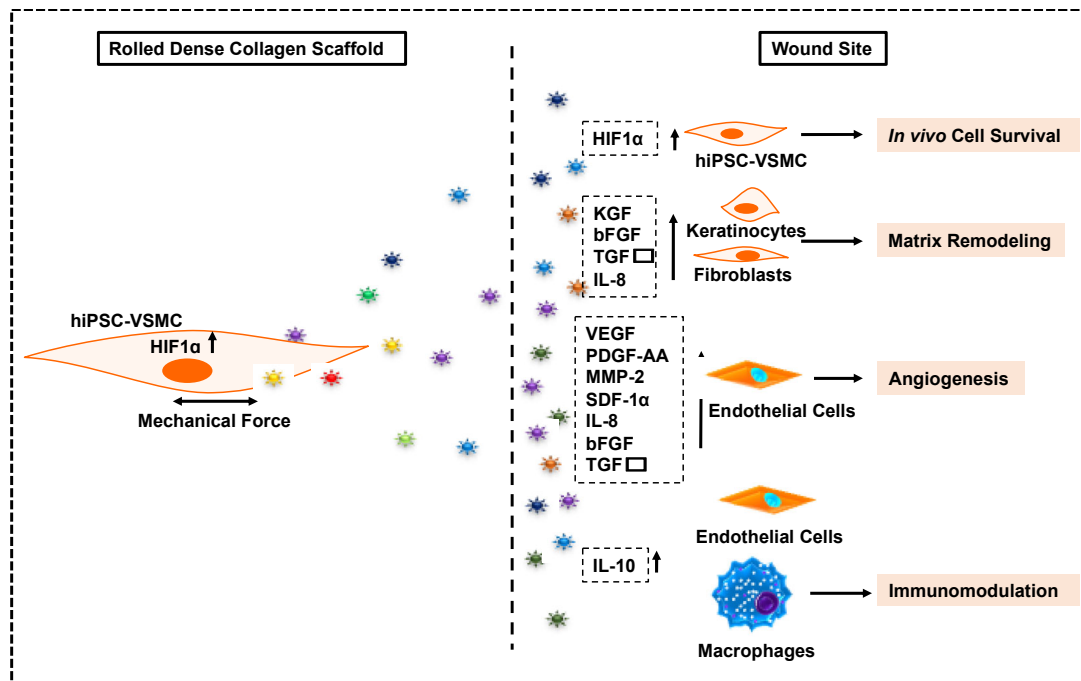 Rolled Dense Collagen Scaffold
hiPSC-VSMC
HIF1α
Mechanical Force
Wound Site
HIF1α
hiPSC-VSMC
In vivo Cell Survival
KGF
bFGF
TGF□
IL-8
Keratinocytes
Fibroblasts
Matrix Remodeling
VEGF
PDGF-AA
MMP-2
SDF-1α
IL-8
bFGF
TGF□
Endothelial Cells
Angiogenesis
Endothelial Cells
IL-10
Macrophages
Immunomodulation